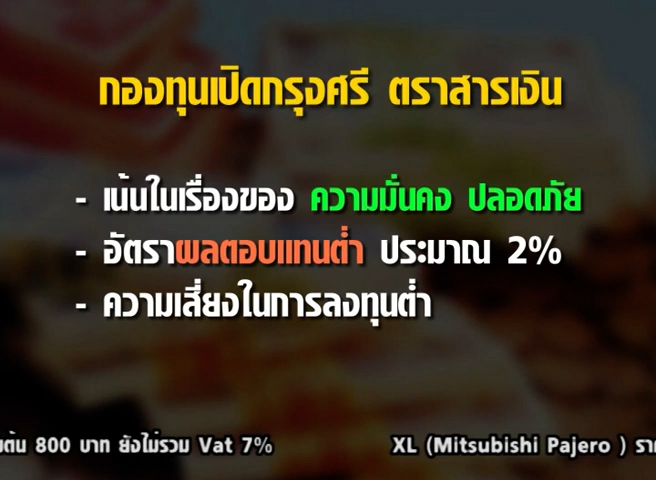 กองทุนเปิดกรุงศรี ตราสารเงิน
- เน้นในเรื่องของ ความมั่นคง ปลอดภัย
- อัตราผลตอบแทนต่ำ ประมาณ 2%
- ความเสี่ยงในการลงทุนต่ำ
800 บาท ยังไม่รวม Vat 7% XL (Mitsubishi Pajero )